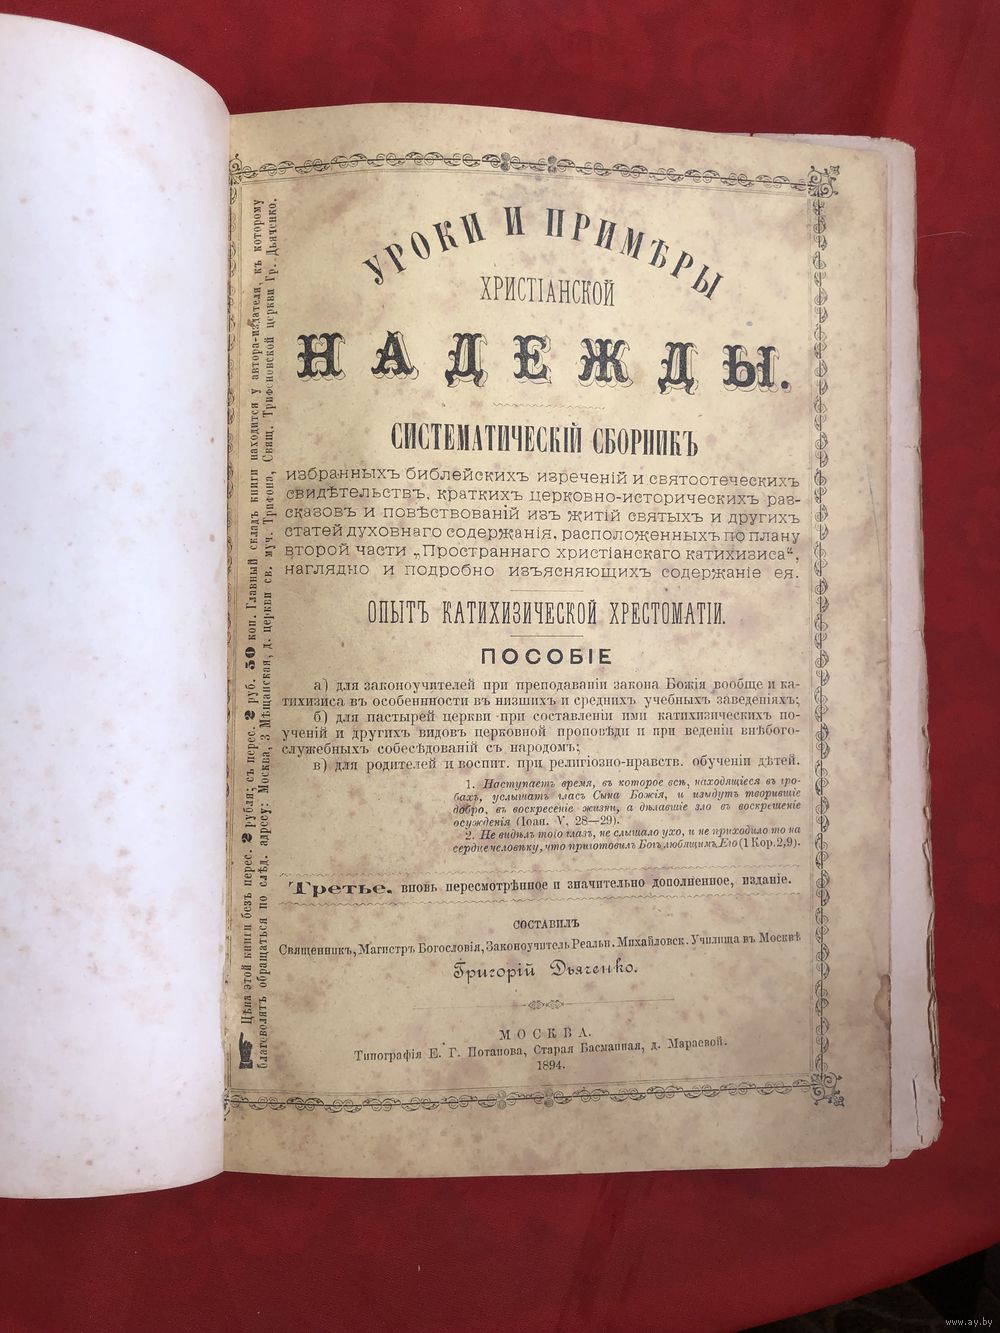 УРОКИ И ПРИМѢРЫ
ХРИСТІАНСКОЙ
НАДЕЖДЫ.
СИСТЕМАТИЧЕСКІЙ СБОРНИКЪ
избранныхъ библейскихъ изреченій и святоотеческихъ
свидѣтельствъ, краткихъ церковно-историческихъ раз-
сказовъ и повѣствованій изъ житій святыхъ и другихъ
статей духовнаго содержанія, расположенныхъ по плану
второй части „Пространнаго христіанскаго катихизиса“,
наглядно и подробно изъясняющихъ содержаніе ея.
ОПЫТЪ КАТИХИЗИЧЕСКОЙ ХРЕСТОМАТІИ.
ПОСОБІЕ
а) для законоучителей при преподаваніи закона Божія вообще и ка-
тихизиса въ особеннности въ низшихъ и среднихъ учебныхъ заведеніяхъ;
б) для пастырей церкви при составленіи ими катихизическихъ по-
ученій и другихъ видовъ церковной проповѣди и при веденіи внѣбого-
служебныхъ собесѣдованій съ народомъ;
в) для родителей и воспит. при религіозно-нравств. обученіи дѣтей.
1. Наступаетъ время, въ которое всѣ, находящіеся въ гро-
бахъ, услышатъ гласъ Сына Божія, и изыдутъ творившіе
добро, въ воскресеніе жизни, а дѣлавшіе зло въ воскрешеніе
осужденія (Іоан. V, 28—29).
2. Не видѣлъ того глазъ, не слышало ухо, и не приходило то на
сердце человѣку, что приготовилъ Богъ любящимъ Его (1 Кор. 2,9).
Третье, вновь пересмотрѣнное и значительно дополненное, изданіе.
СОСТАВИЛЪ
Священникъ, Магистръ Богословія, Законоучитель Реальн. Михайловск. Училища въ Москвѣ
Григорій Дьяченко.
МОСКВА.
Типографія Е. Г. Потапова, Старая Басманная, д. Мараевой.
1894.
Цѣна этой книги безъ перес. 2 рубля; съ перес. 2 руб. 50 коп. Главный складъ книги находится у автора-издателя, къ которому
благоволятъ обращаться по слѣд. адресу: Москва, 3 Мѣщанская, д. церкви св. муч. Трифона, Свящ. Трифоновской церкви Гр. Дьяченко.
www.ay.by